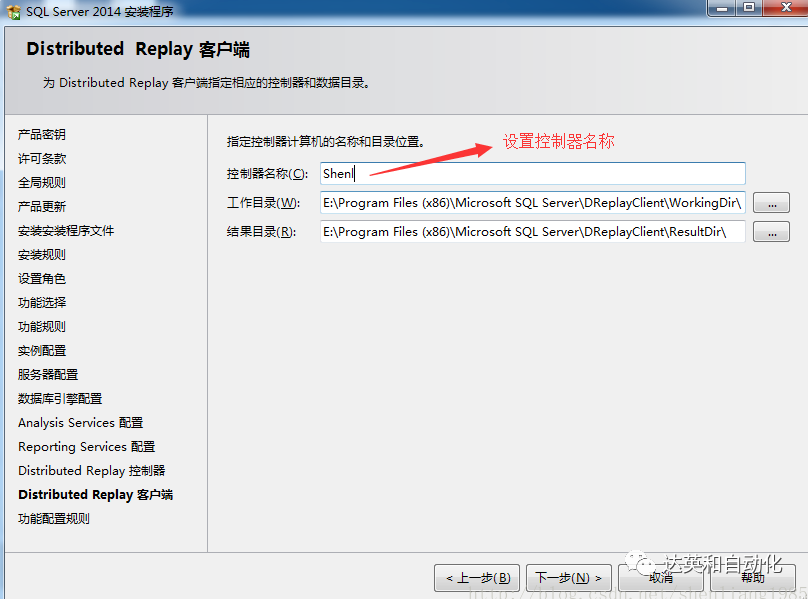 SQL Server 2014 安装程序
Distributed Replay 客户端
为 Distributed Replay 客户端指定相应的控制器和数据目录。
产品密钥
许可条款
全局规则
产品更新
安装安装程序文件
安装规则
设置角色
功能选择
功能规则
实例配置
服务器配置
数据库引擎配置
Analysis Services 配置
Reporting Services 配置
Distributed Replay 控制器
Distributed Replay 客户端
功能配置规则
指定控制器计算机的名称和目录位置。
设置控制器名称
控制器名称(C): Shenl
工作目录(W): E:\Program Files (x86)\Microsoft SQL Server\DReplayClient\WorkingDir\ ...
结果目录(R): E:\Program Files (x86)\Microsoft SQL Server\DReplayClient\ResultDir\ ...
达英和自动化
< 上一步(B) 下一步(N) > 取消 帮助